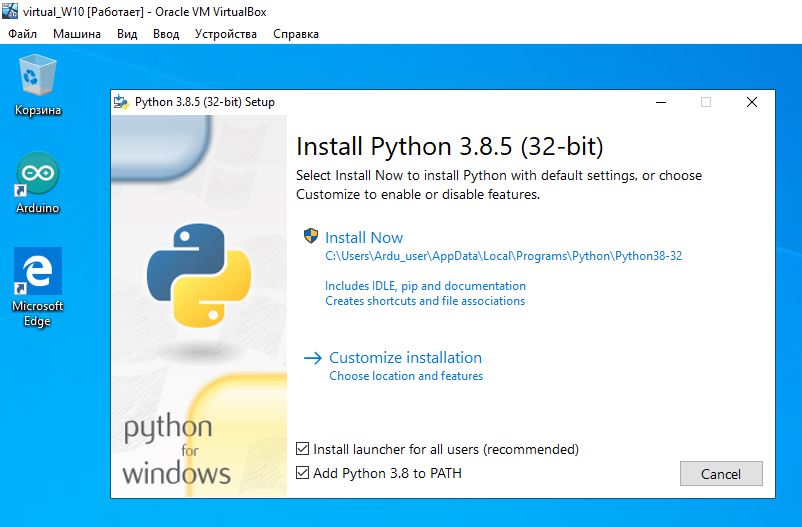 virtual_W10 [Работает] - Oracle VM VirtualBox
Файл Машина Вид Ввод Устройства Справка
Корзина
Arduino
Microsoft
Edge
Python 3.8.5 (32-bit) Setup
Install Python 3.8.5 (32-bit)
Select Install Now to install Python with default settings, or choose
Customize to enable or disable features.
Install Now
C:\Users\Ardu_user\AppData\Local\Programs\Python\Python38-32
Includes IDLE, pip and documentation
Creates shortcuts and file associations
Customize installation
Choose location and features
Install launcher for all users (recommended)
Add Python 3.8 to PATH
Cancel
python
for
windows